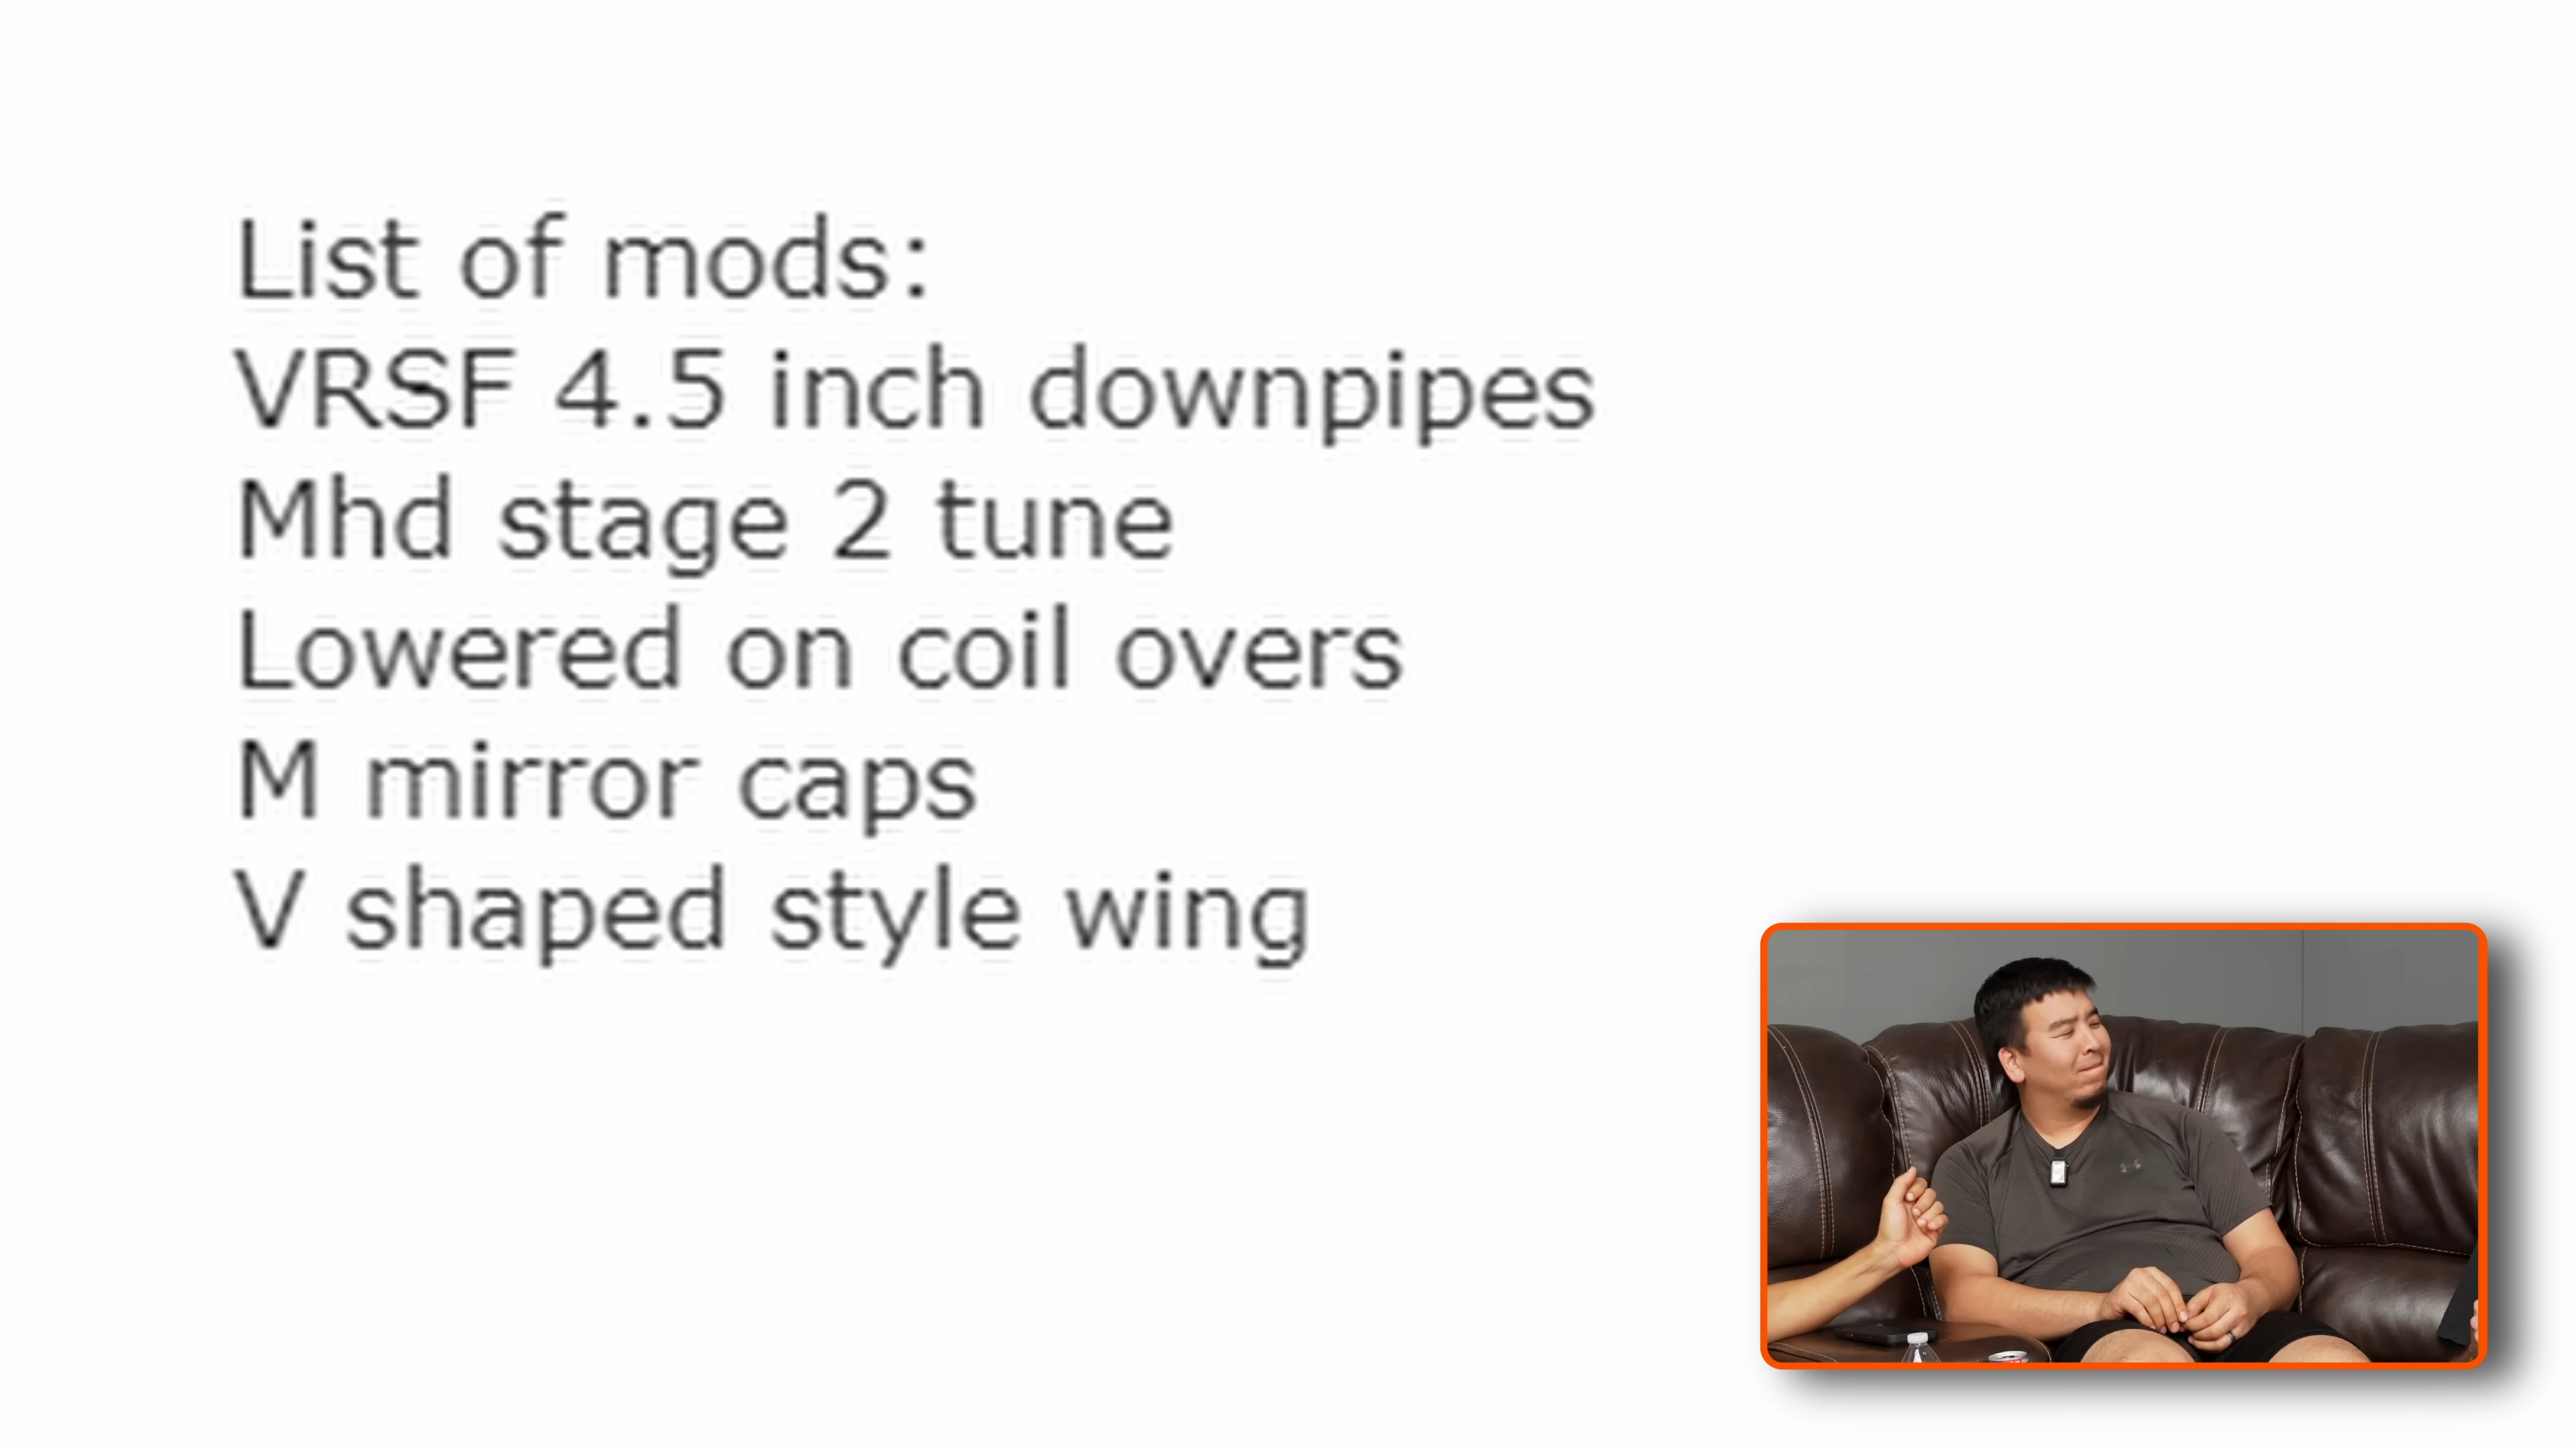 List of mods:
VRSF 4.5 inch downpipes
Mhd stage 2 tune
Lowered on coil overs
M mirror caps
V shaped style wing